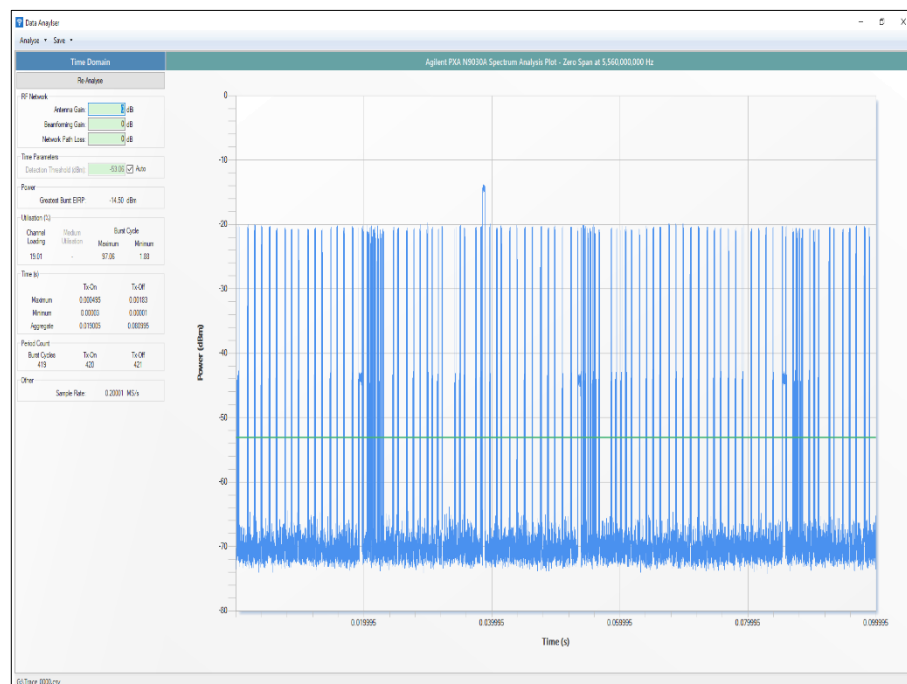 Data Anaylser
Analyse Save
Time Domain
Agilent PXA N9030A Spectrum Analysis Plot - Zero Span at 5,560,000,000 Hz
Re-Analyse
RF Network
Antenna Gain: dB
Beamforming Gain: 0 dB
Network Path Loss: 0 dB
Time Parameters
Detection Threshold (dBm): -53.06 Auto
Power
Greatest Burst EIRP: -14.50 dBm
Utilisation (%)
Channel Loading Medium Utilisation Burst Cycle
Maximum Minimum
19.01 - 97.06 1.03
Time (s)
Tx-On Tx-Off
Maximum 0.000495 0.00183
Minimum 0.00003 0.00001
Aggregate 0.019005 0.080995
Period Count
Burst Cycles Tx-On Tx-Off
419 420 421
Other
Sample Rate: 0.20001 MS/s
Power (dBm)
0
-10
-20
-30
-40
-50
-60
-70
-80
0.019995 0.039995 0.059995 0.079995 0.099995
Time (s)